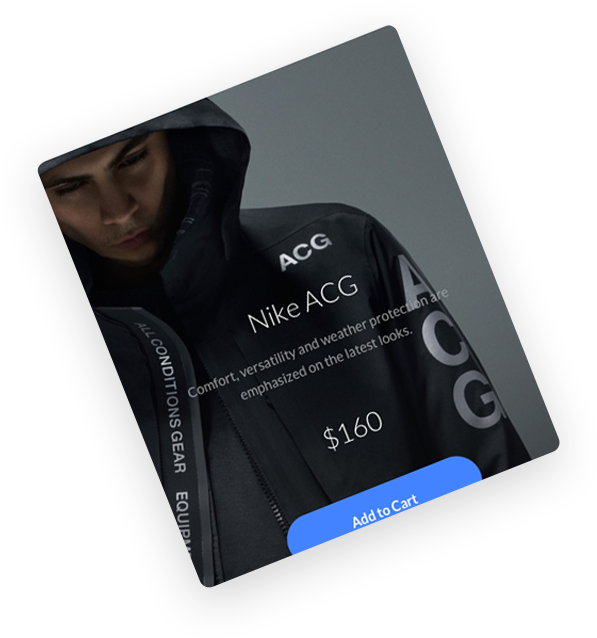 ACG
Nike ACG
Comfort, versatility and weather protection are
emphasized on the latest looks.
$160
Add to Cart
ACG
ALL CONDITIONS GEAR
EQUIPM